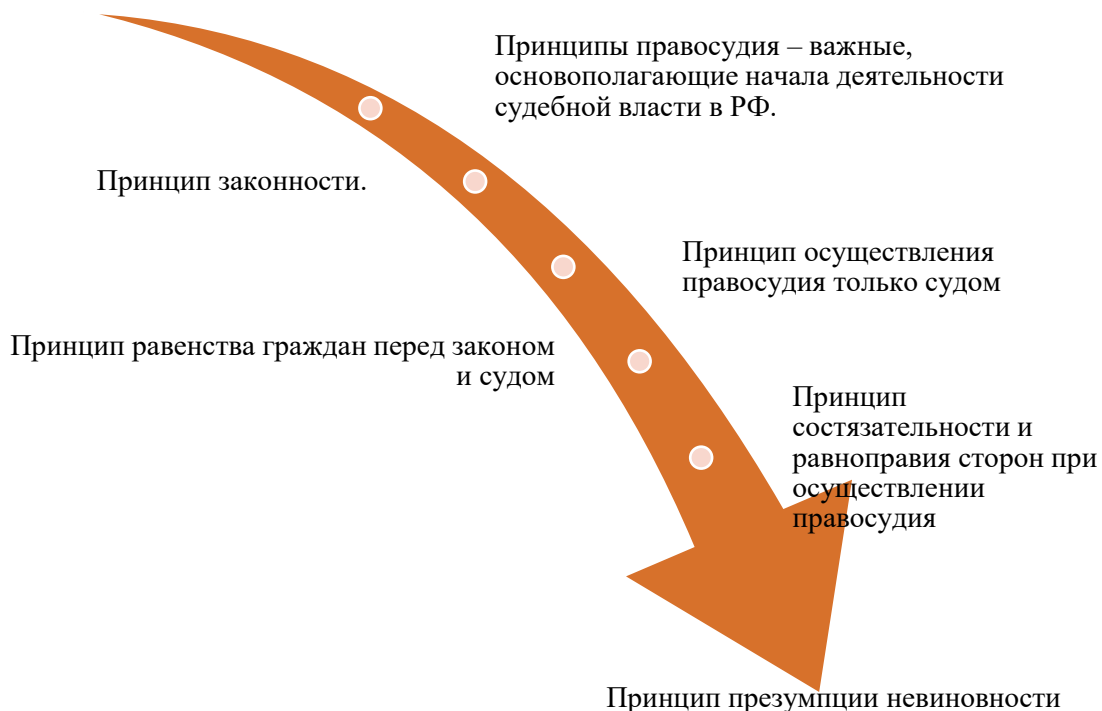 Принципы правосудия – важные,
основополагающие начала деятельности
судебной власти в РФ.
Принцип законности.
Принцип осуществления
правосудия только судом
Принцип равенства граждан перед законом
и судом
Принцип
состязательности и
равноправия сторон при
осуществлении
правосудия
Принцип презумпции невиновности